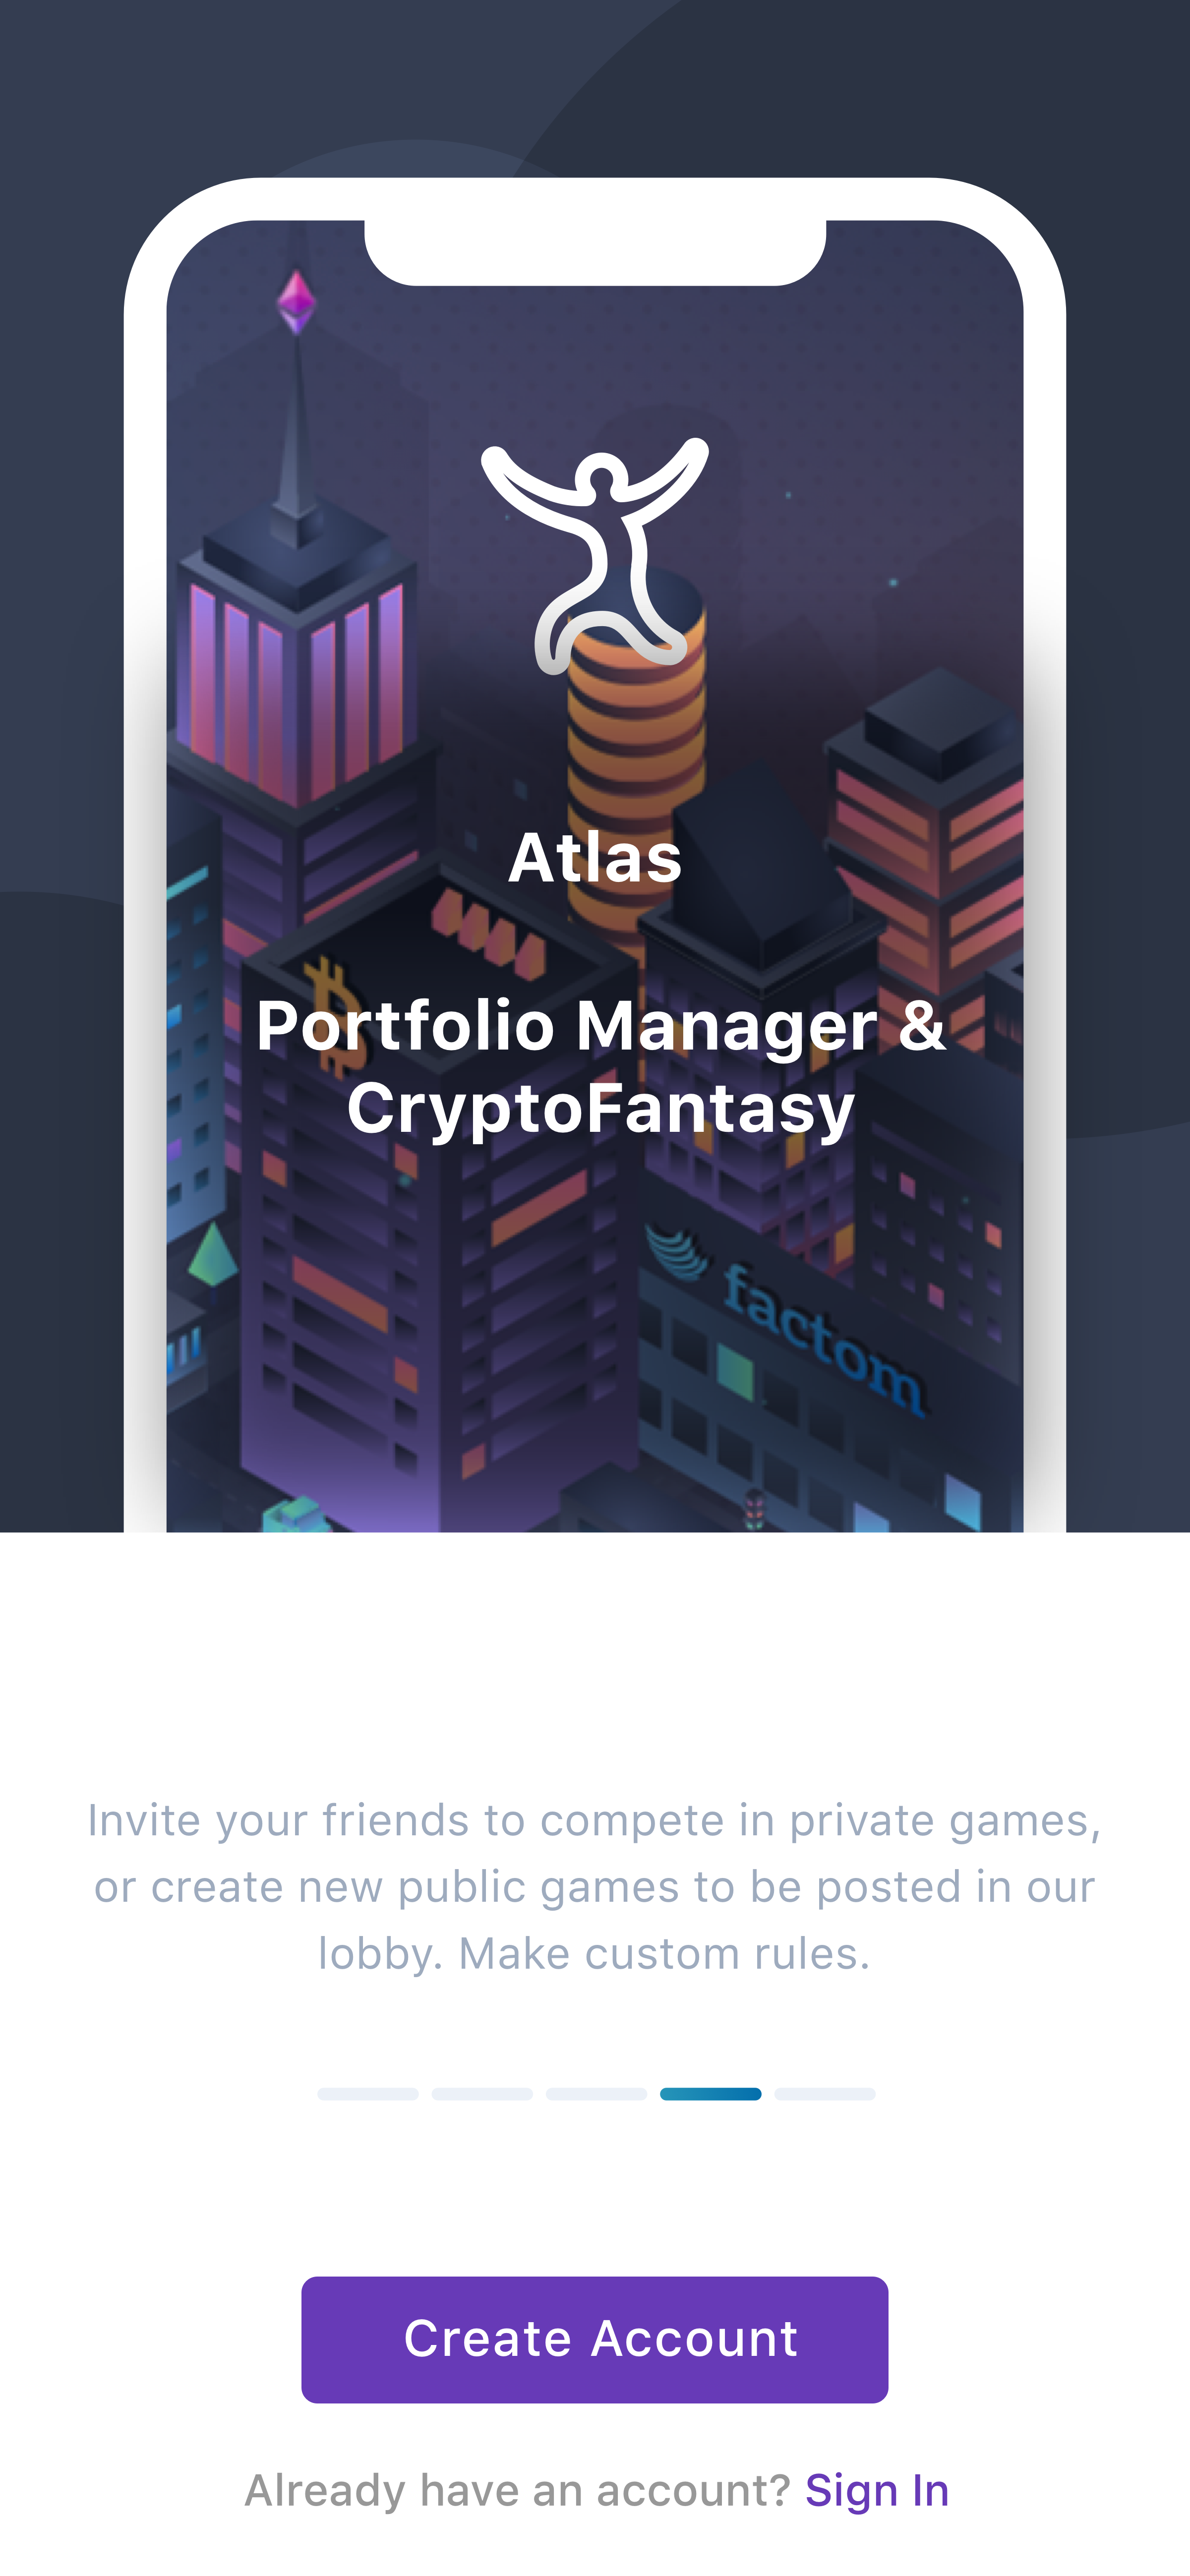 Atlas
Portfolio Manager &
CryptoFantasy
factom
Invite your friends to compete in private games,
or create new public games to be posted in our
lobby. Make custom rules.
Create Account
Already have an account? Sign In